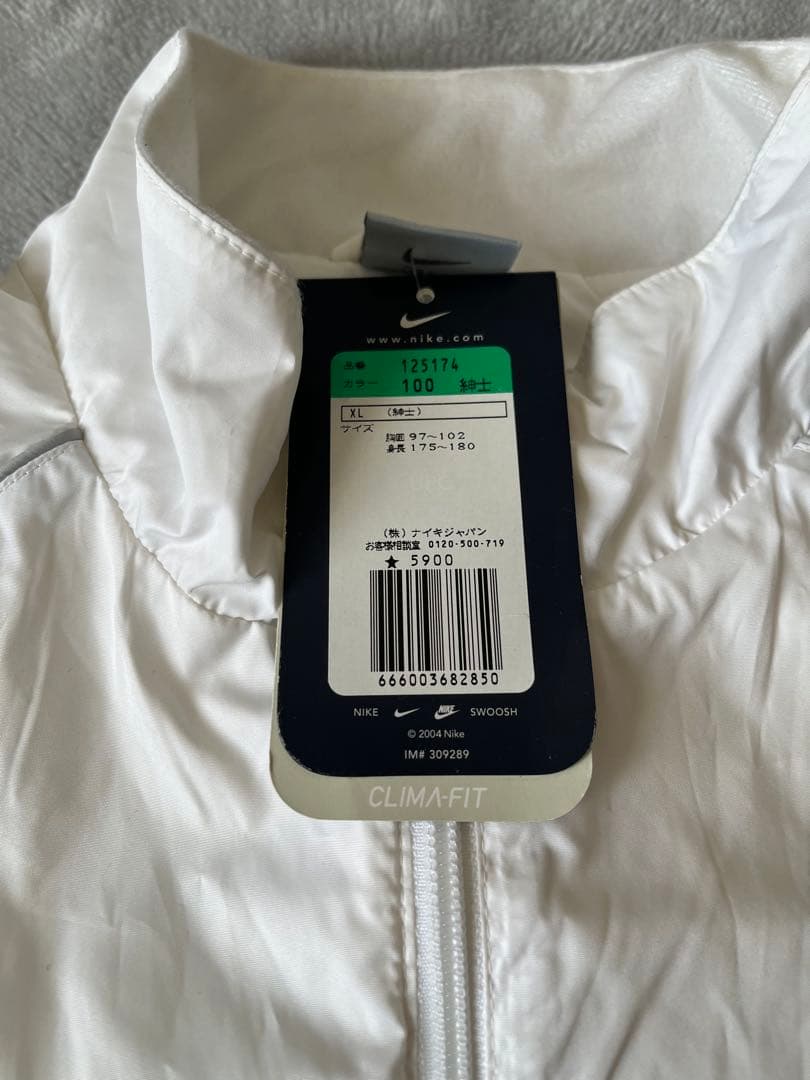 www.nike.com
品番 125174
カラー 100 紳士
XL (紳士)
サイズ
胸囲 97~102
身長 175~180
(株)ナイキジャパン
お客様相談室 0120-500-719
★ 5900
666003682850
NIKE NIKE SWOOSH
© 2004 Nike
IM# 309289
CLIMA-FIT